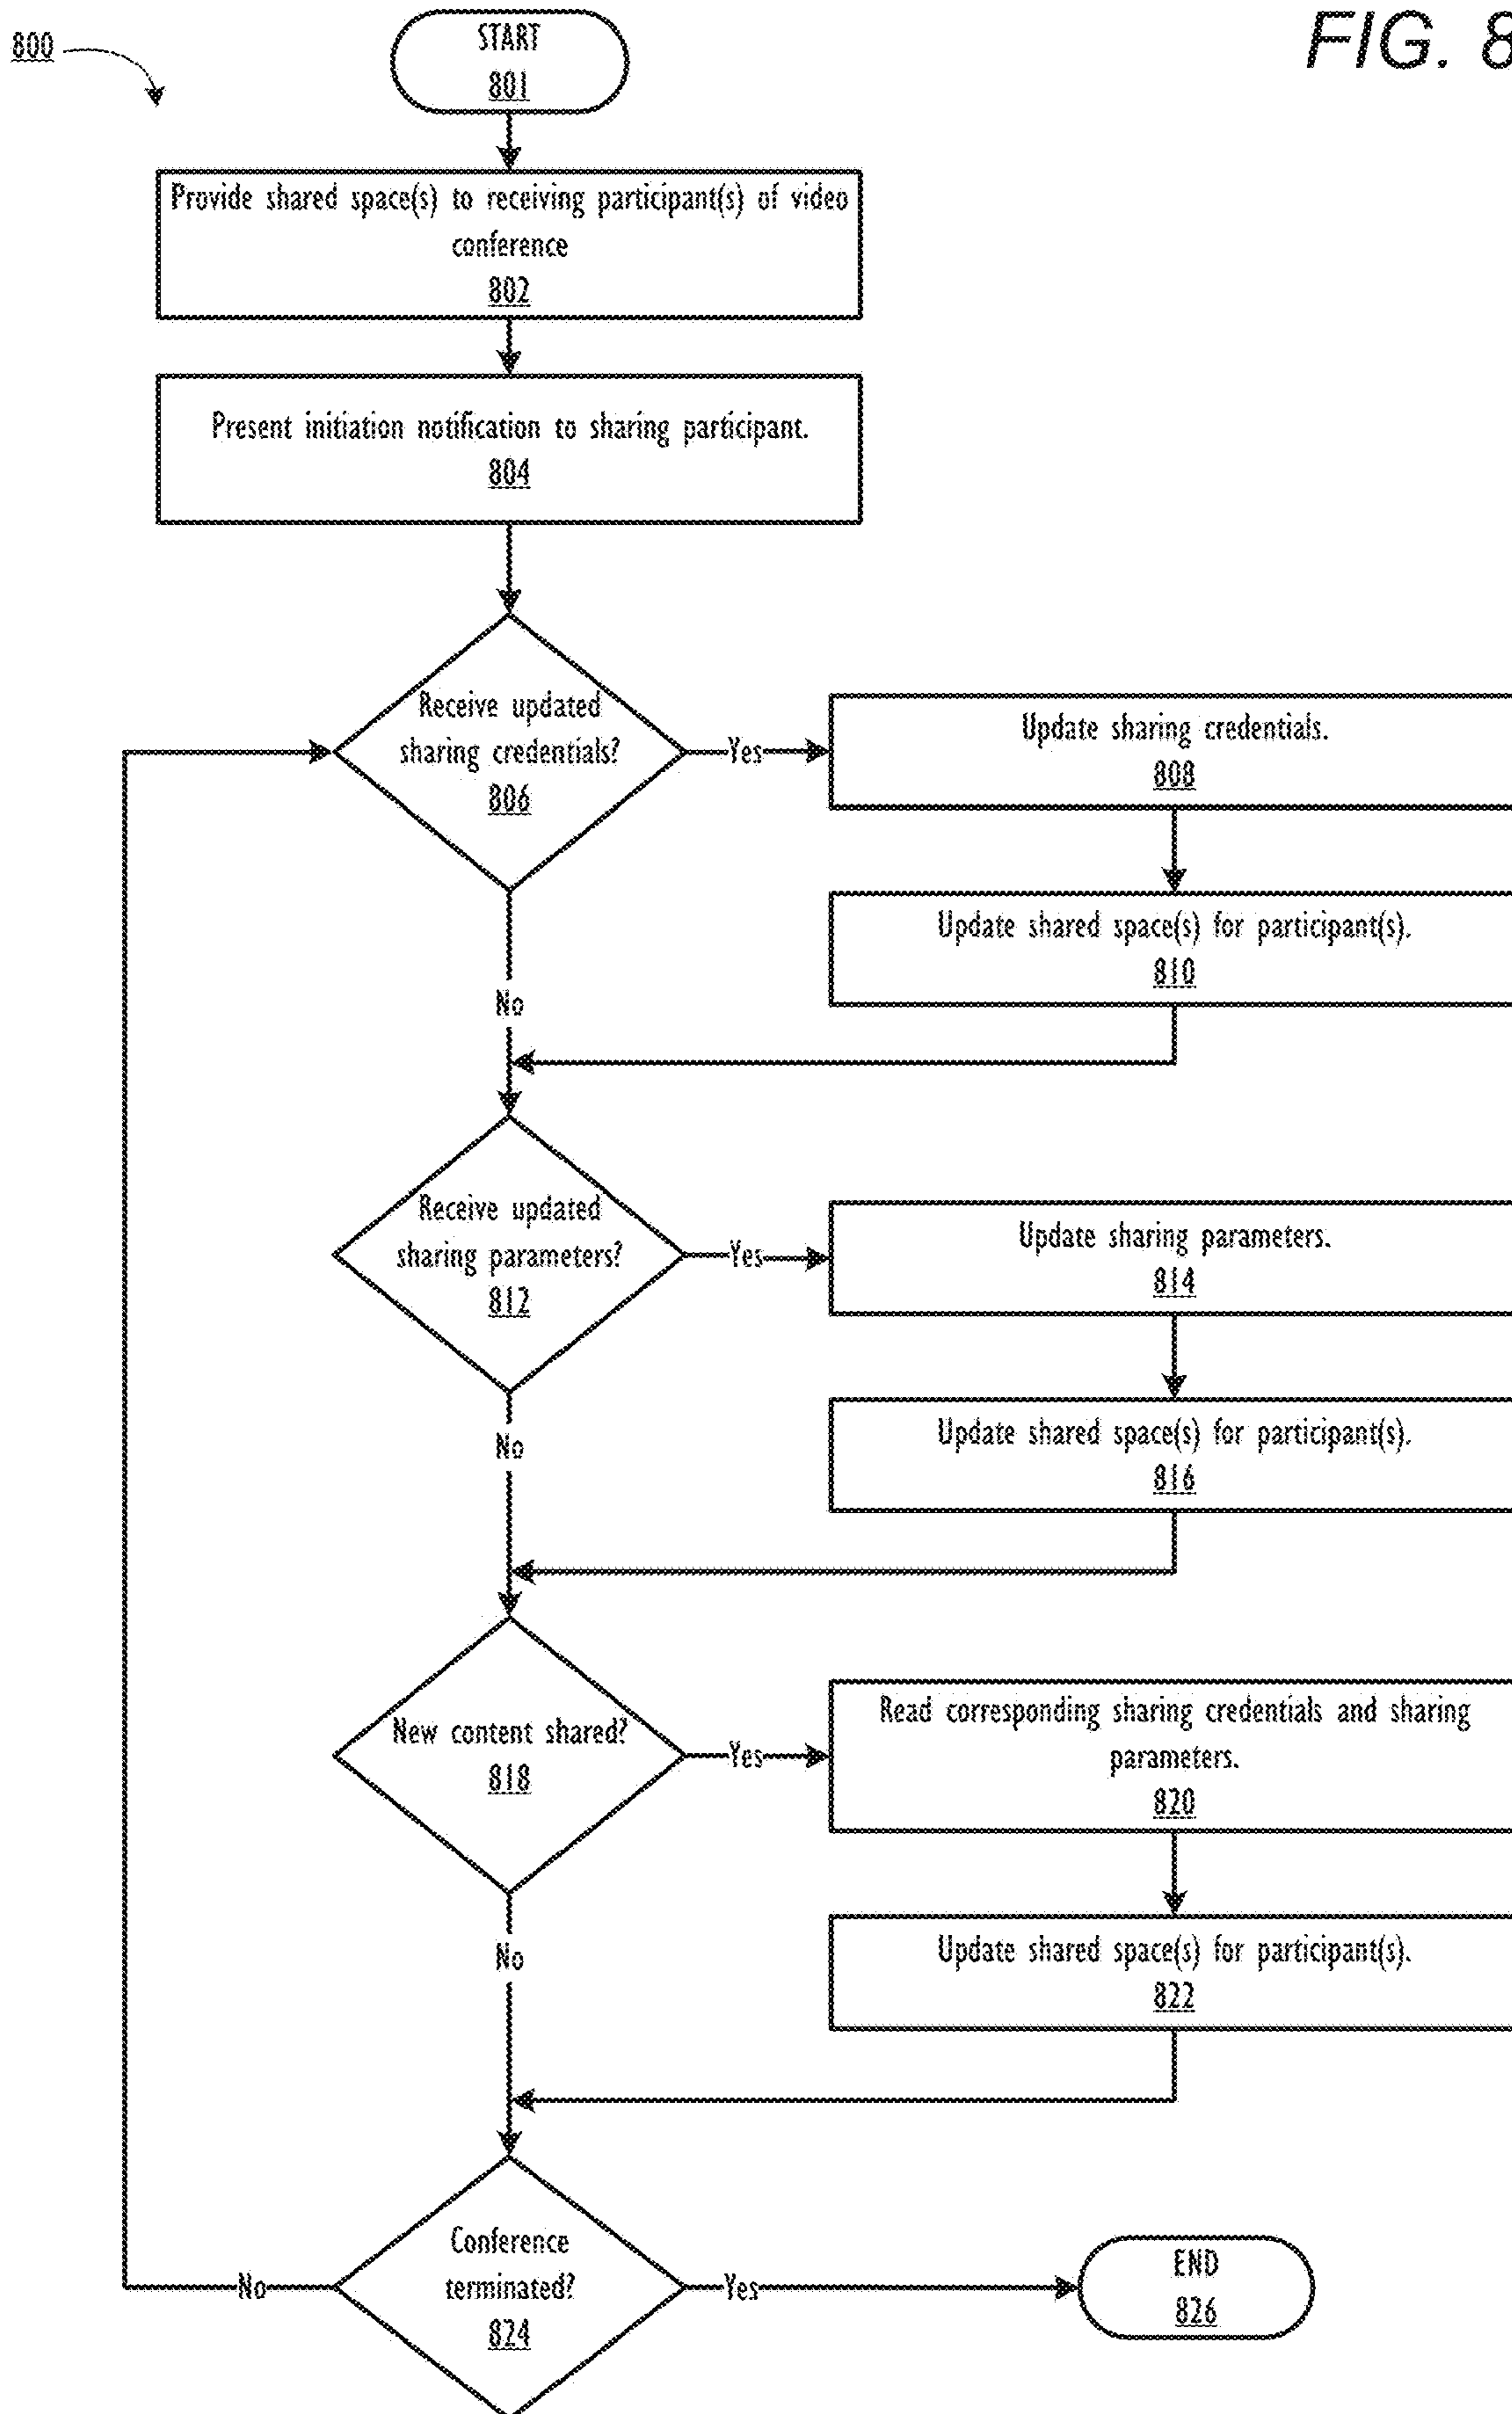 800
START
801
FIG. 8
Provide shared space(s) to receiving participant(s) of video
conference
802
Present initiation notification to sharing participant.
804
Receive updated
sharing credentials?
806
Yes
Update sharing credentials.
808
Update shared space(s) for participant(s).
810
No
Receive updated
sharing parameters?
812
Yes
Update sharing parameters.
814
Update shared space(s) for participant(s).
816
No
New content shared?
818
Yes
Read corresponding sharing credentials and sharing
parameters.
820
Update shared space(s) for participant(s).
822
No
Conference
terminated?
824
No
Yes
END
826